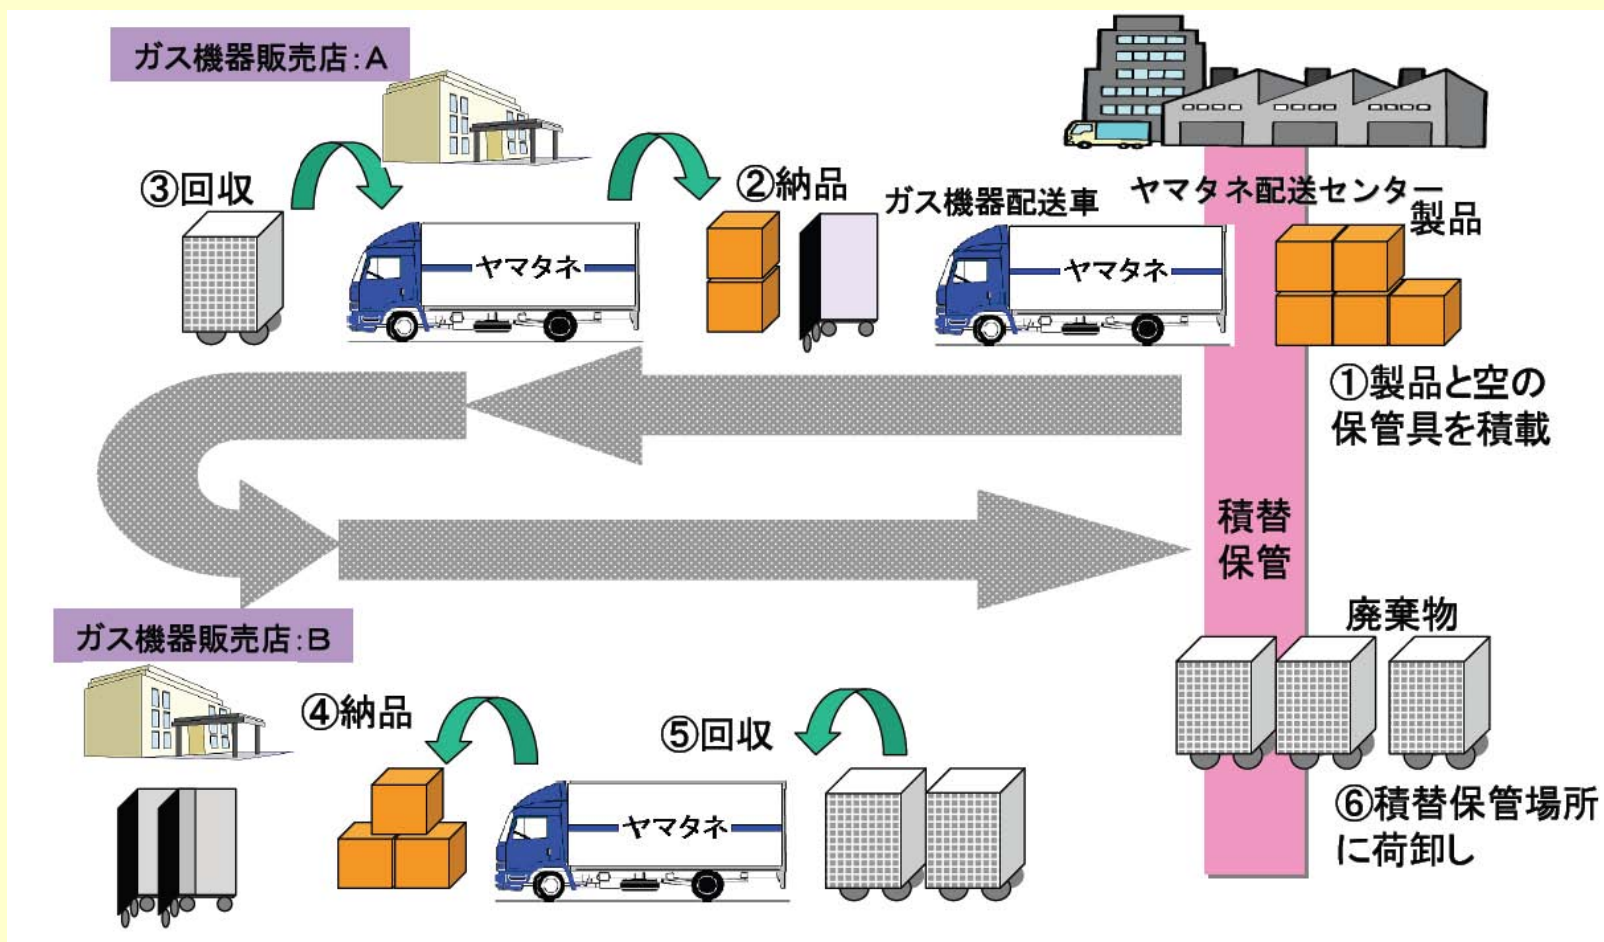 ガス機器販売店:A
③回収
②納品
ガス機器配送車
ヤマタネ配送センター
製品
ヤマタネ
ヤマタネ
①製品と空の
保管具を積載
積替
保管
廃棄物
ガス機器販売店:B
④納品
⑤回収
ヤマタネ
⑥積替保管場所
に荷卸し